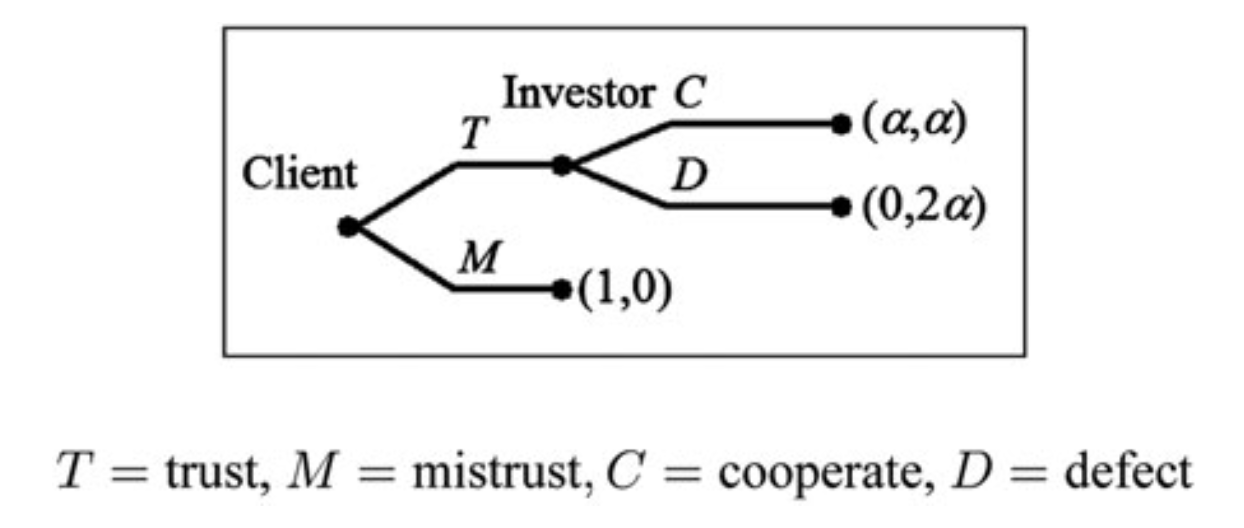 Investor C
(α,α)
T
Client
D
(0,2α)
M
(1,0)
T = trust, M = mistrust, C = cooperate, D = defect